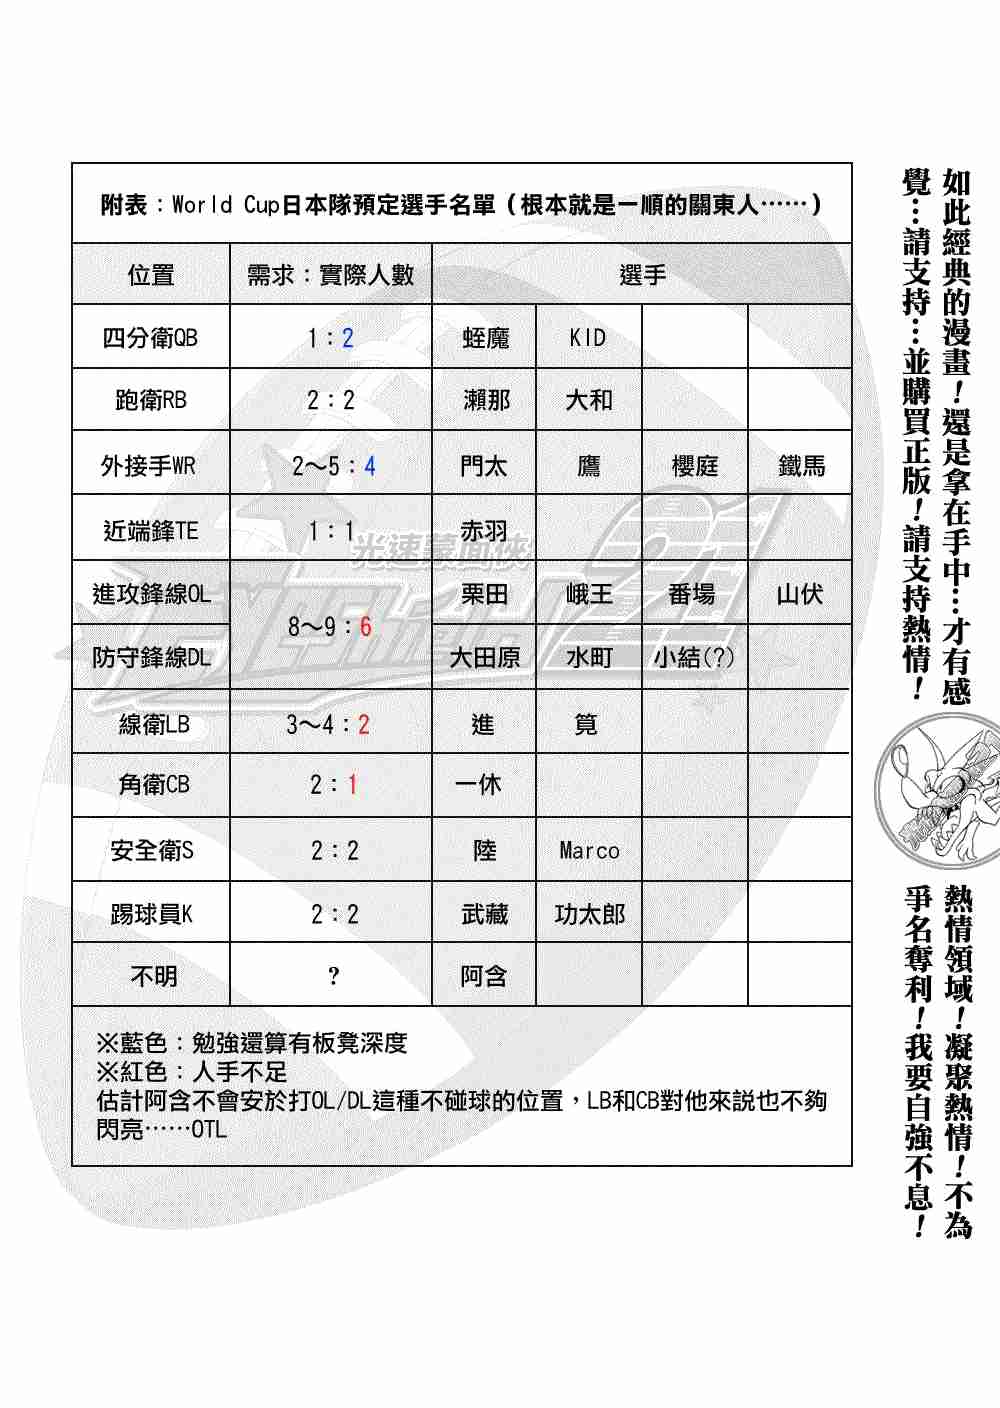 附表：World Cup日本隊預定選手名單（根本就是一順的關東人……）
位置 需求：實際人數 選手
四分衛QB 1：2 蛭魔 KID
跑衛RB 2：2 瀨那 大和
外接手WR 2～5：4 門太 鷹 櫻庭 鐵馬
近端鋒TE 1：1 赤羽
進攻鋒線OL 8～9：6 栗田 峨王 番場 山伏
防守鋒線DL 大田原 水町 小結(?)
線衛LB 3～4：2 進 筧
角衛CB 2：1 一休
安全衛S 2：2 陸 Marco
踢球員K 2：2 武藏 功太郎
不明 ? 阿含
※藍色：勉強還算有板凳深度
※紅色：人手不足
估計阿含不會安於打OL/DL這種不碰球的位置，LB和CB對他來説也不夠
閃亮……OTL
光速蒙面俠
EYEShield 21
如此經典的漫畫！還是拿在手中…才有感
覺…請支持…並購買正版！請支持熱情！
熱情領域！凝聚熱情！不為
爭名奪利！我要自強不息！